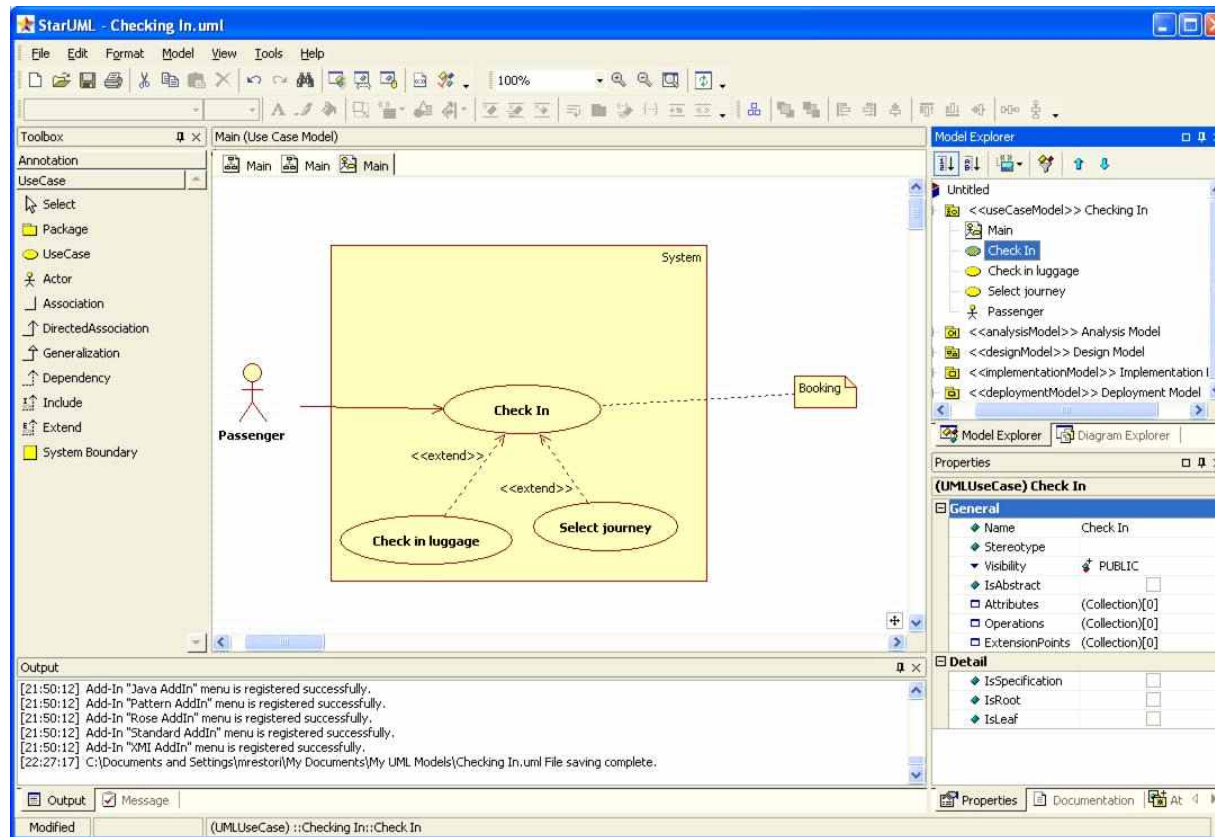 StarUML - Checking In.uml
File Edit Format Model View Tools Help
100%
Toolbox
Annotation
UseCase
Select
Package
UseCase
Actor
Association
DirectedAssociation
Generalization
Dependency
Include
Extend
System Boundary
Main (Use Case Model)
Main Main Main
System
Passenger
Check In
Booking
<<extend>>
<<extend>>
Check in luggage
Select journey
Model Explorer
Untitled
<<useCaseModel>> Checking In
Main
Check In
Check in luggage
Select journey
Passenger
<<analysisModel>> Analysis Model
<<designModel>> Design Model
<<implementationModel>> Implementation
<<deploymentModel>> Deployment Model
Model Explorer Diagram Explorer
Properties
(UMLUseCase) Check In
General
Name Check In
Stereotype
Visibility PUBLIC
IsAbstract
Attributes (Collection)[0]
Operations (Collection)[0]
ExtensionPoints (Collection)[0]
Detail
IsSpecification
IsRoot
IsLeaf
Properties Documentation At
Output
[21:50:12] Add-In "Java AddIn" menu is registered successfully.
[21:50:12] Add-In "Pattern AddIn" menu is registered successfully.
[21:50:12] Add-In "Rose AddIn" menu is registered successfully.
[21:50:12] Add-In "Standard AddIn" menu is registered successfully.
[21:50:12] Add-In "XMI AddIn" menu is registered successfully.
[22:27:17] C:\Documents and Settings\mrestori\My Documents\My UML Models\Checking In.uml File saving complete.
Output Message
Modified (UMLUseCase) ::Checking In::Check In